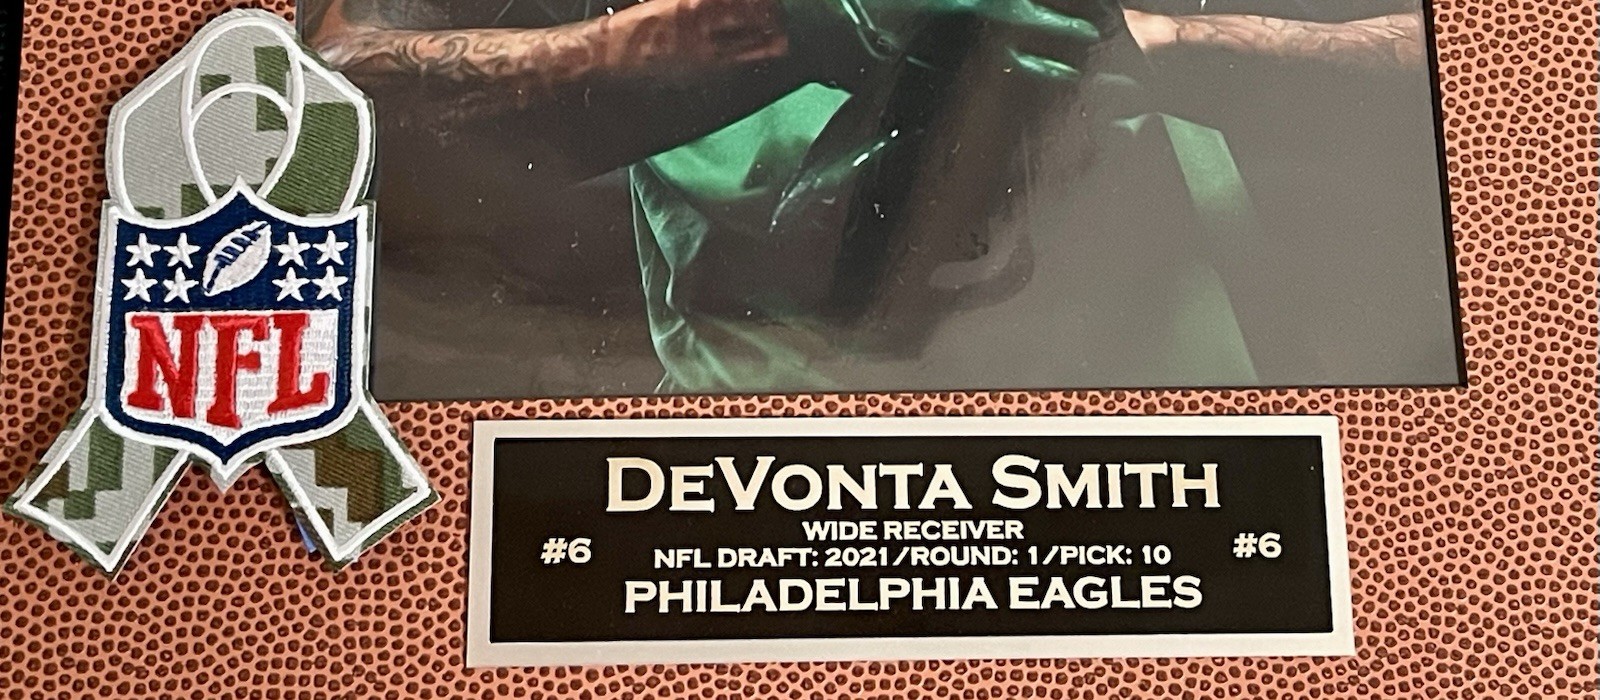 NFL
DeVonta Smith
WIDE RECEIVER
#6 NFL DRAFT: 2021/ROUND: 1/PICK: 10 #6
PHILADELPHIA EAGLES